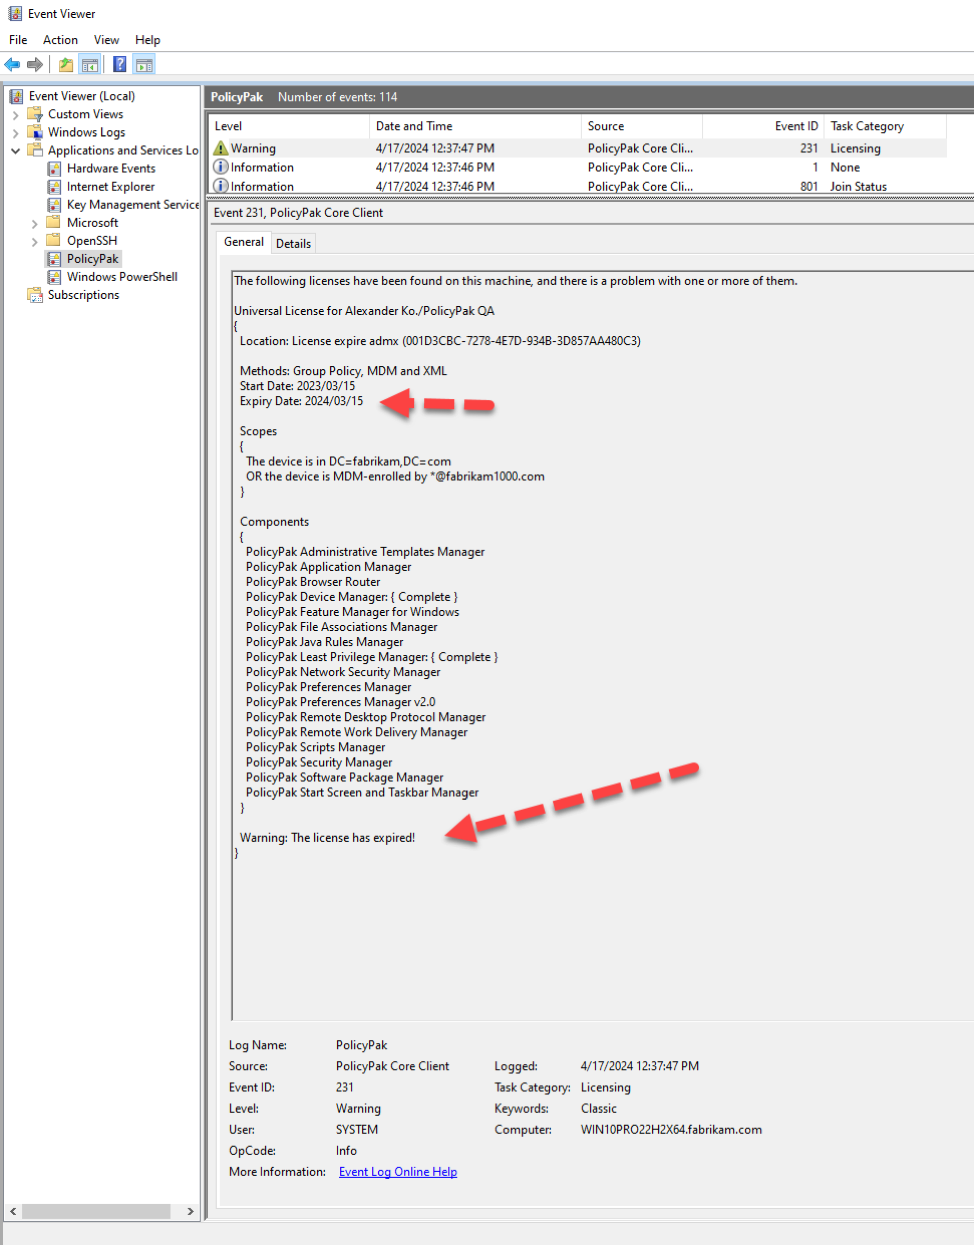 Event Viewer
File Action View Help
Event Viewer (Local)
Custom Views
Windows Logs
Applications and Services Lo
Hardware Events
Internet Explorer
Key Management Service
Microsoft
OpenSSH
PolicyPak
Windows PowerShell
Subscriptions
PolicyPak Number of events: 114
Level Date and Time Source Event ID Task Category
Warning 4/17/2024 12:37:47 PM PolicyPak Core Cli... 231 Licensing
Information 4/17/2024 12:37:46 PM PolicyPak Core Cli... 1 None
Information 4/17/2024 12:37:46 PM PolicyPak Core Cli... 801 Join Status
Event 231, PolicyPak Core Client
General Details
The following licenses have been found on this machine, and there is a problem with one or more of them.
Universal License for Alexander Ko./PolicyPak QA
{
Location: License expire admx (001D3CBC-7278-4E7D-934B-3D857AA480C3)
Methods: Group Policy, MDM and XML
Start Date: 2023/03/15
Expiry Date: 2024/03/15
Scopes
{
The device is in DC=fabrikam,DC=com
OR the device is MDM-enrolled by *@fabrikam1000.com
}
Components
{
PolicyPak Administrative Templates Manager
PolicyPak Application Manager
PolicyPak Browser Router
PolicyPak Device Manager: { Complete }
PolicyPak Feature Manager for Windows
PolicyPak File Associations Manager
PolicyPak Java Rules Manager
PolicyPak Least Privilege Manager: { Complete }
PolicyPak Network Security Manager
PolicyPak Preferences Manager
PolicyPak Preferences Manager v2.0
PolicyPak Remote Desktop Protocol Manager
PolicyPak Remote Work Delivery Manager
PolicyPak Scripts Manager
PolicyPak Security Manager
PolicyPak Software Package Manager
PolicyPak Start Screen and Taskbar Manager
}
Warning: The license has expired!
}
Log Name: PolicyPak
Source: PolicyPak Core Client Logged: 4/17/2024 12:37:47 PM
Event ID: 231 Task Category: Licensing
Level: Warning Keywords: Classic
User: SYSTEM Computer: WIN10PRO22H2X64.fabrikam.com
OpCode: Info
More Information: Event Log Online Help